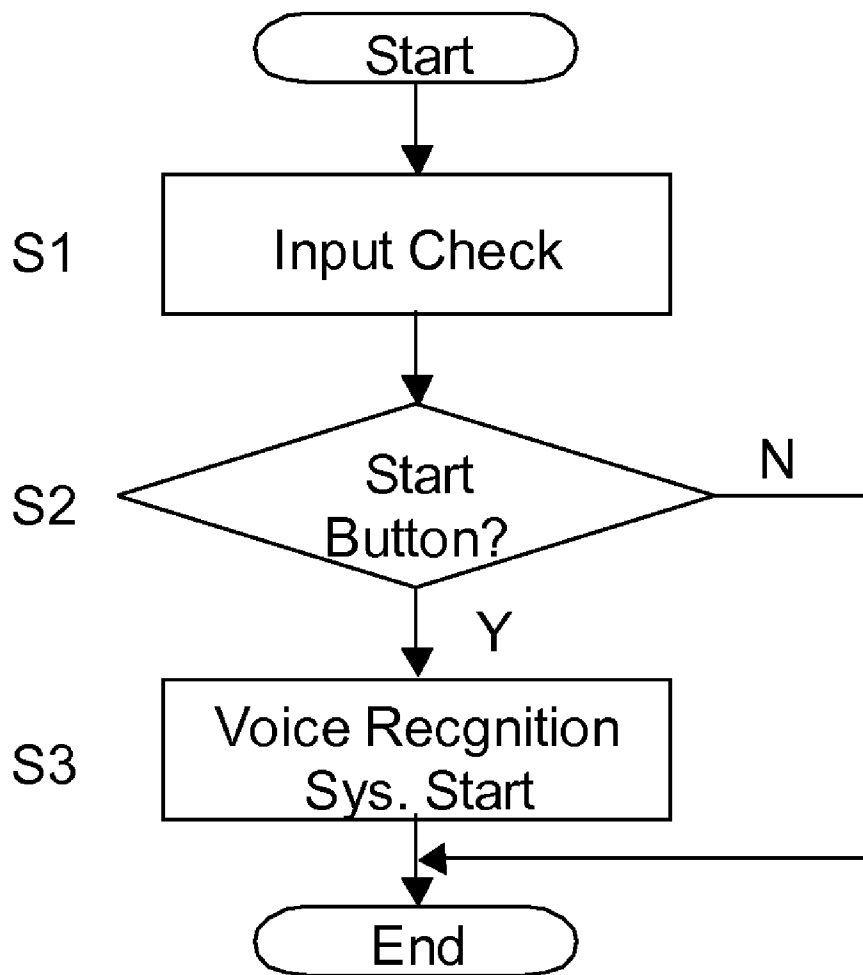 Start
S1
Input Check
S2
Start
Button?
N
Y
S3
Voice Recgnition
Sys. Start
End